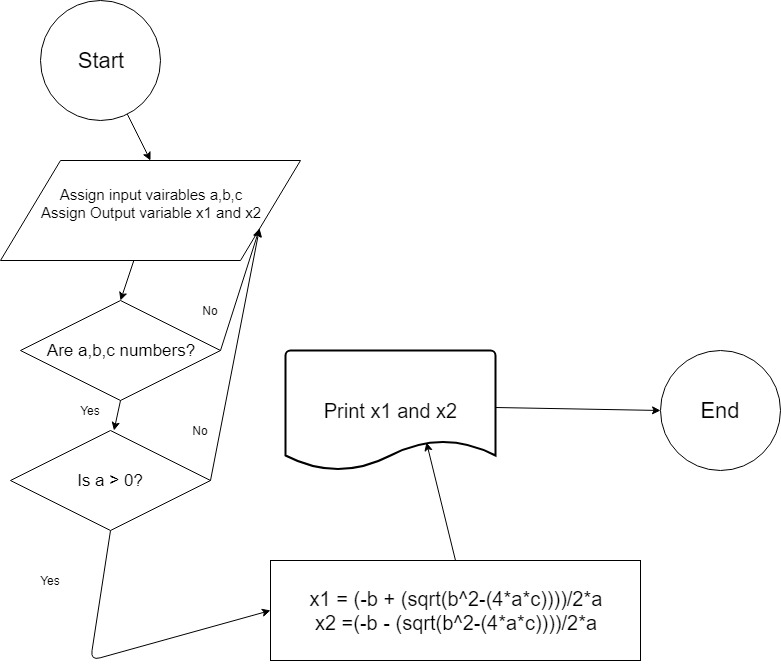 Start
Assign input vairables a,b,c
Assign Output variable x1 and x2
No
Are a,b,c numbers?
Yes
No
Is a > 0?
Yes
x1 = (-b + (sqrt(b^2-(4*a*c))))/2*a
x2 =(-b - (sqrt(b^2-(4*a*c))))/2*a
Print x1 and x2
End